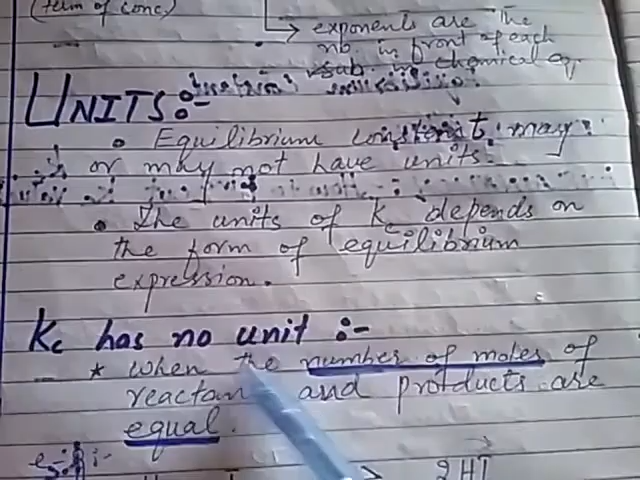 (term of conc.)
exponents are the
nb. in front of each
sub. in chemical eq.
UNITS:-
• Equilibrium constant may
or may not have units.
• The units of Kc depends on
the form of equilibrium
expression.
Kc has no unit :-
* When the number of moles of
reactan and products are
equal.
e.g :-
> 2HI